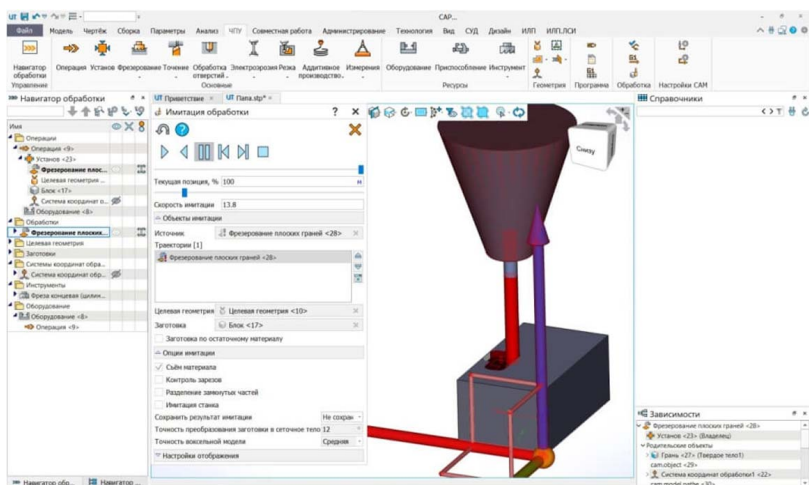 CAP...
Файл Модель Чертёж Сборка Параметры Анализ ЧПУ Совместная работа Администрирование Технология Вид СУД Дизайн ИЛП ИЛП.ЛСИ
Навигатор обработки
Операция Установ Фрезерование Точение Обработка отверстий. Электроэрозия Резка Аддитивное производство. Измерения
Оборудование Приспособление Инструмент
Управление Основные Ресурсы Геометрия Программа Обработка Настройки CAM
Навигатор обработки
Имя
Операции
Операция <9>
Установ <23>
Фрезерование плос...
Целевая геометрия ...
Блок <17>
Система координат о...
Оборудование <8>
Обработки
Фрезерование плоских...
Целевая геометрия
Заготовки
Системы координат обра...
Система координат обр...
Инструменты
Фреза концевая (цилин...
Оборудование
Оборудование <8>
Операция <9>
Навигатор обр... Навигатор ...
Приветствие Папа.stp*
Имитация обработки ?
Текущая позиция, % 100
Скорость имитации 13.8
Объекты имитации
Источник Фрезерование плоских граней <28>
Траектории [1]
Фрезерование плоских граней <28>
Целевая геометрия Целевая геометрия <10>
Заготовка Блок <17>
Заготовка по остаточному материалу
Опции имитации
Съём материала
Контроль зарезов
Разделение замкнутых частей
Имитация станка
Сохранить результат имитации Не сохран
Точность преобразования заготовки в сеточное тело 12
Точность воксельной модели Средняя
Настройки отображения
Снизу
Справочники
Зависимости
Фрезерование плоских граней <28>
Установ <23> (Владелец)
Родительские объекты
Грань <27> (Твердое тело1)
cam.object <29>
Система координат обработки1 <22>
cam.model.pathe <30>